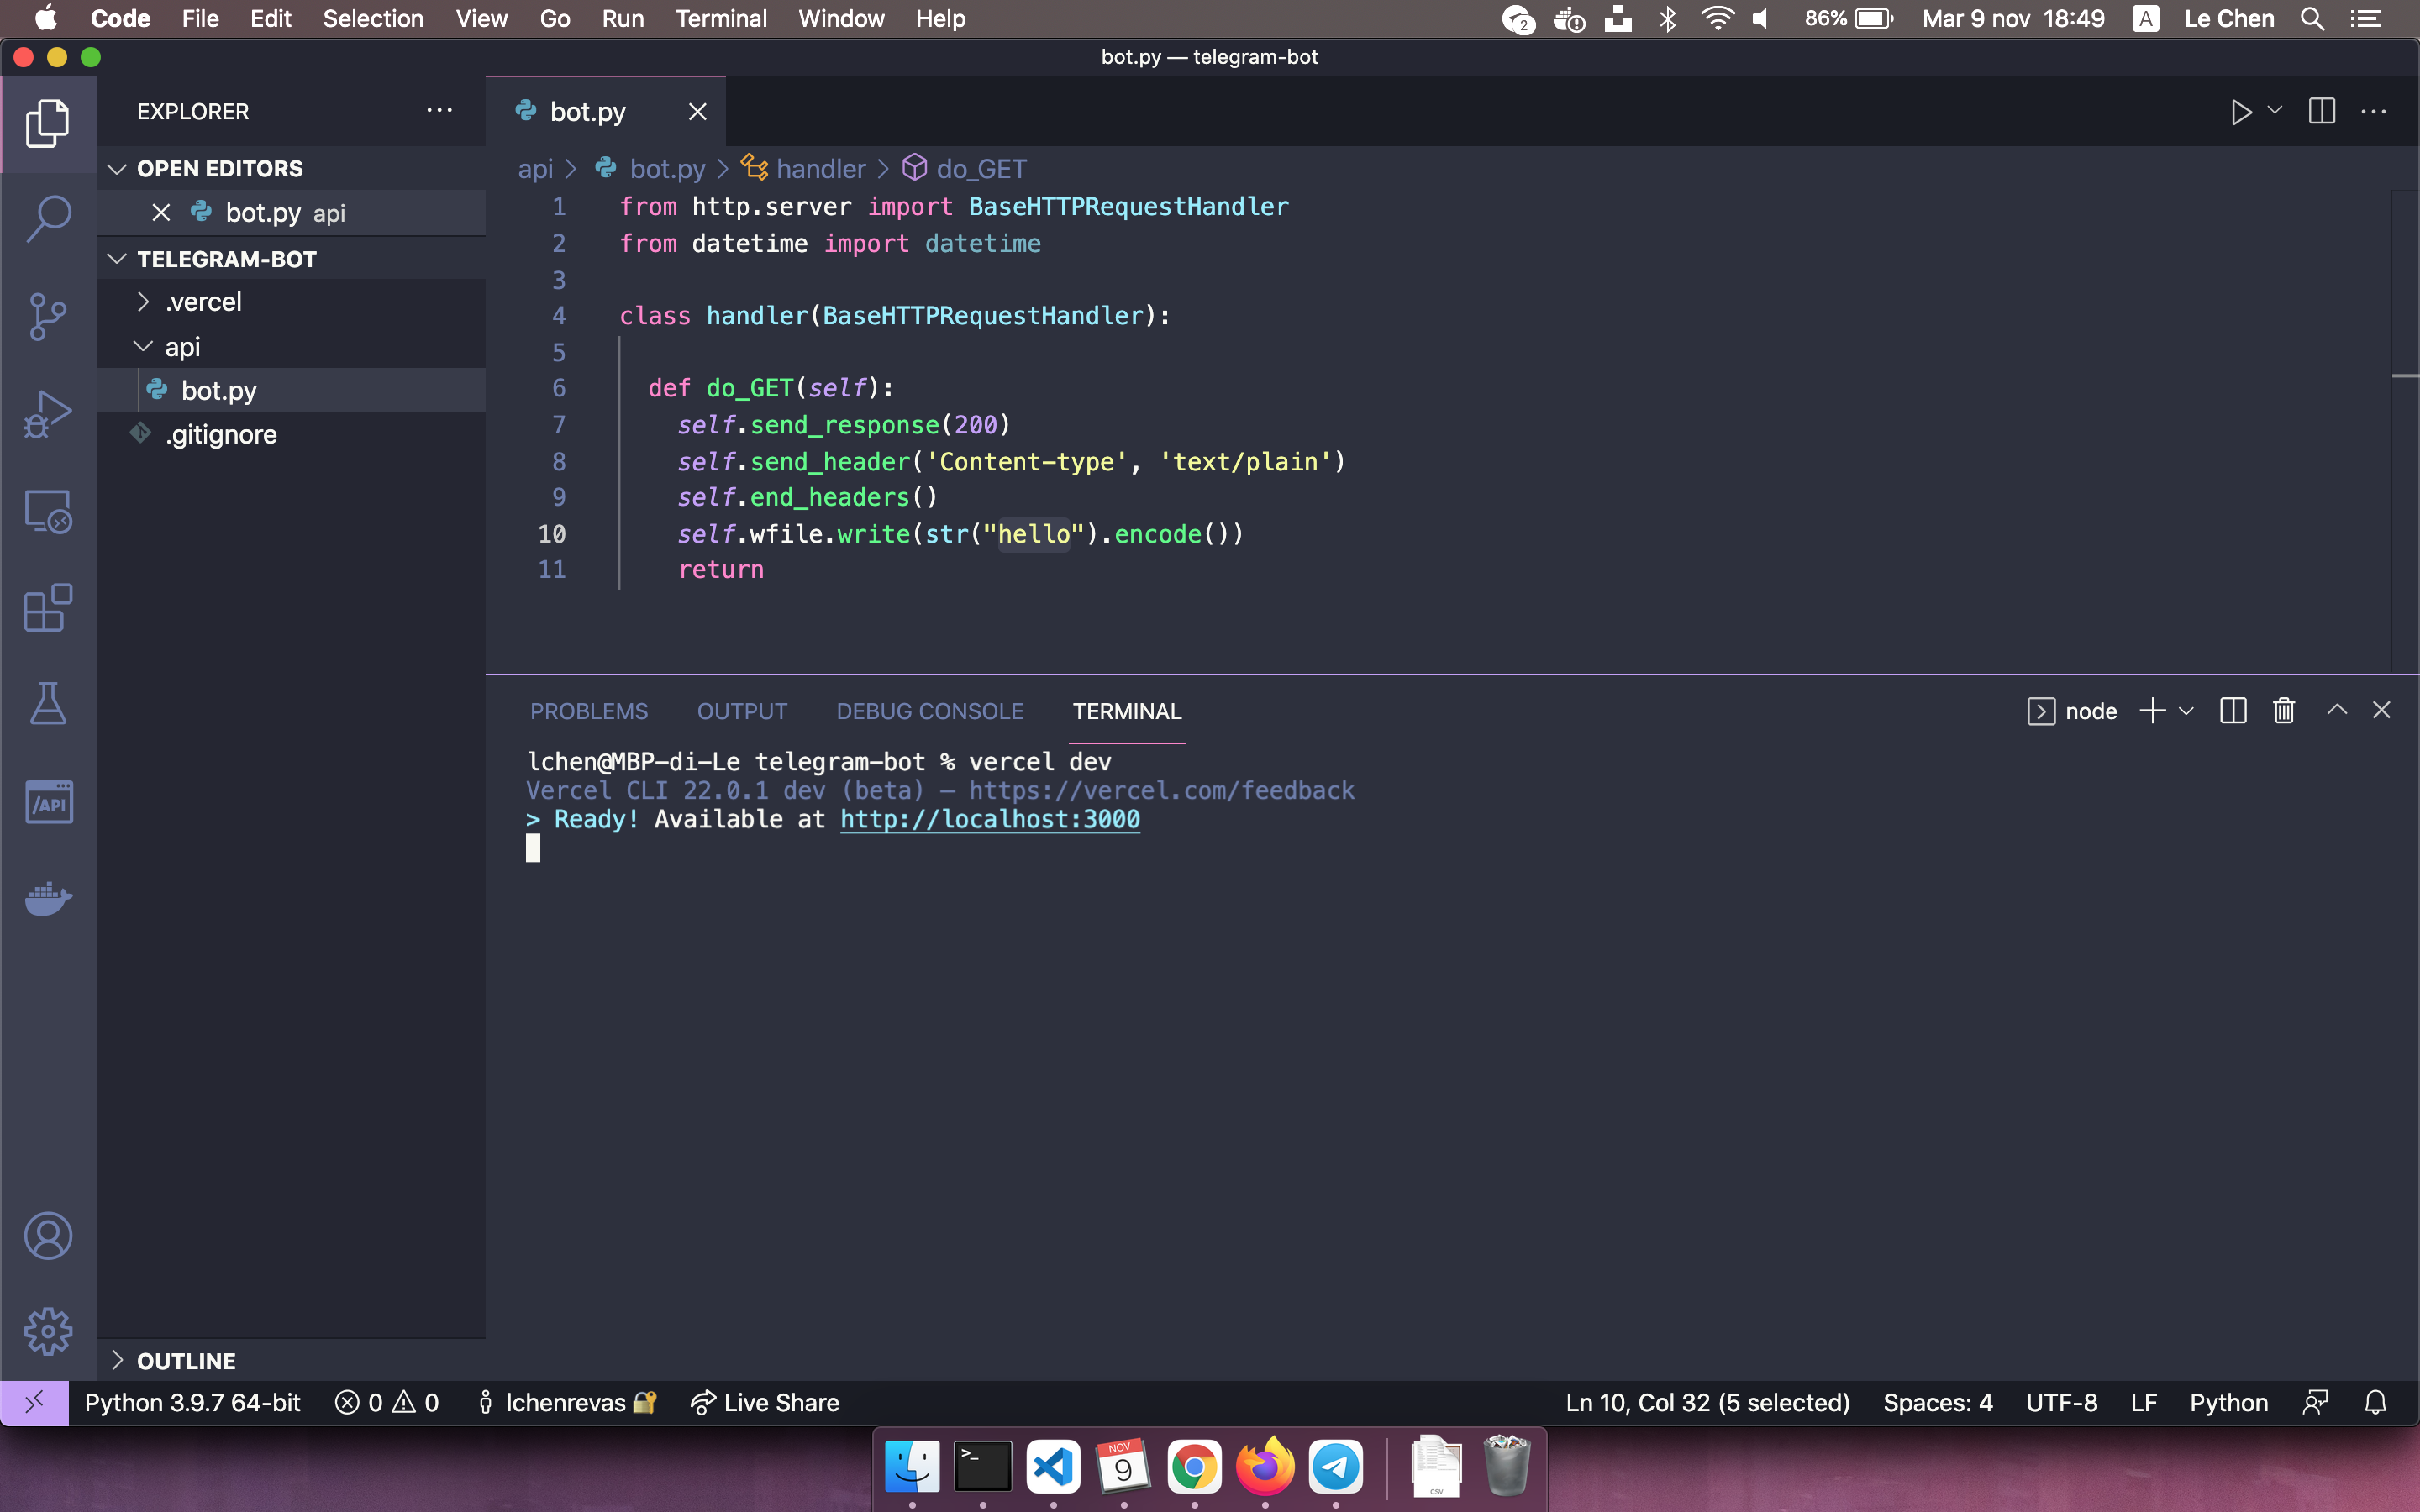 Code File Edit Selection View Go Run Terminal Window Help 2 86% Mar 9 nov 18:49 A Le Chen
bot.py — telegram-bot
EXPLORER
OPEN EDITORS
bot.py api
TELEGRAM-BOT
.vercel
api
bot.py
.gitignore
/API
OUTLINE
bot.py
api > bot.py > handler > do_GET
1 from http.server import BaseHTTPRequestHandler
2 from datetime import datetime
3
4 class handler(BaseHTTPRequestHandler):
5
6 def do_GET(self):
7 self.send_response(200)
8 self.send_header('Content-type', 'text/plain')
9 self.end_headers()
10 self.wfile.write(str("hello").encode())
11 return
PROBLEMS OUTPUT DEBUG CONSOLE TERMINAL node
lchen@MBP-di-Le telegram-bot % vercel dev
Vercel CLI 22.0.1 dev (beta) — https://vercel.com/feedback
> Ready! Available at http://localhost:3000
Python 3.9.7 64-bit 0 0 lchenrevas Live Share Ln 10, Col 32 (5 selected) Spaces: 4 UTF-8 LF Python
>_ NOV 9 CSV